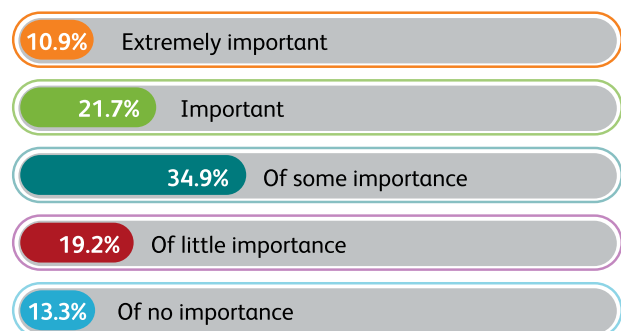 10.9% Extremely important
21.7% Important
34.9% Of some importance
19.2% Of little importance
13.3% Of no importance